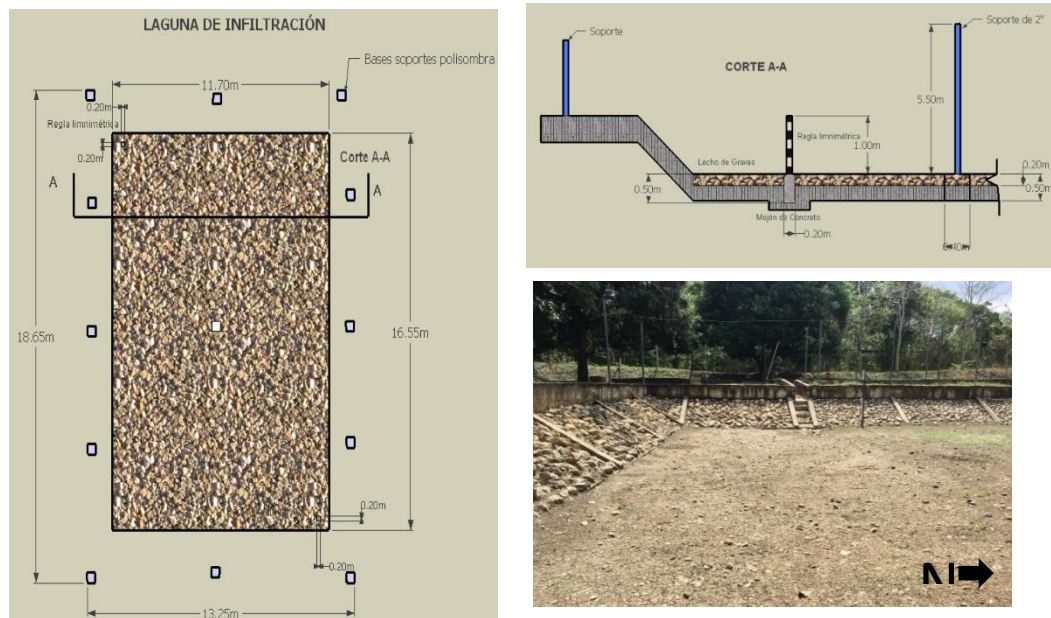 LAGUNA DE INFILTRACIÓN
Bases soportes polisombra
11.70m
0.20m
Regla limnimétrica
0.20m
Corte A-A
A
A
18.65m
16.55m
0.20m
0.20m
13.25m
Soporte
Soporte de 2"
CORTE A-A
5.50m
Regla limnimétrica
1.00m
Lecho de Gravas
0.20m
0.50m
0.50m
Mojón de Concreto
0.20m
0.40m
N